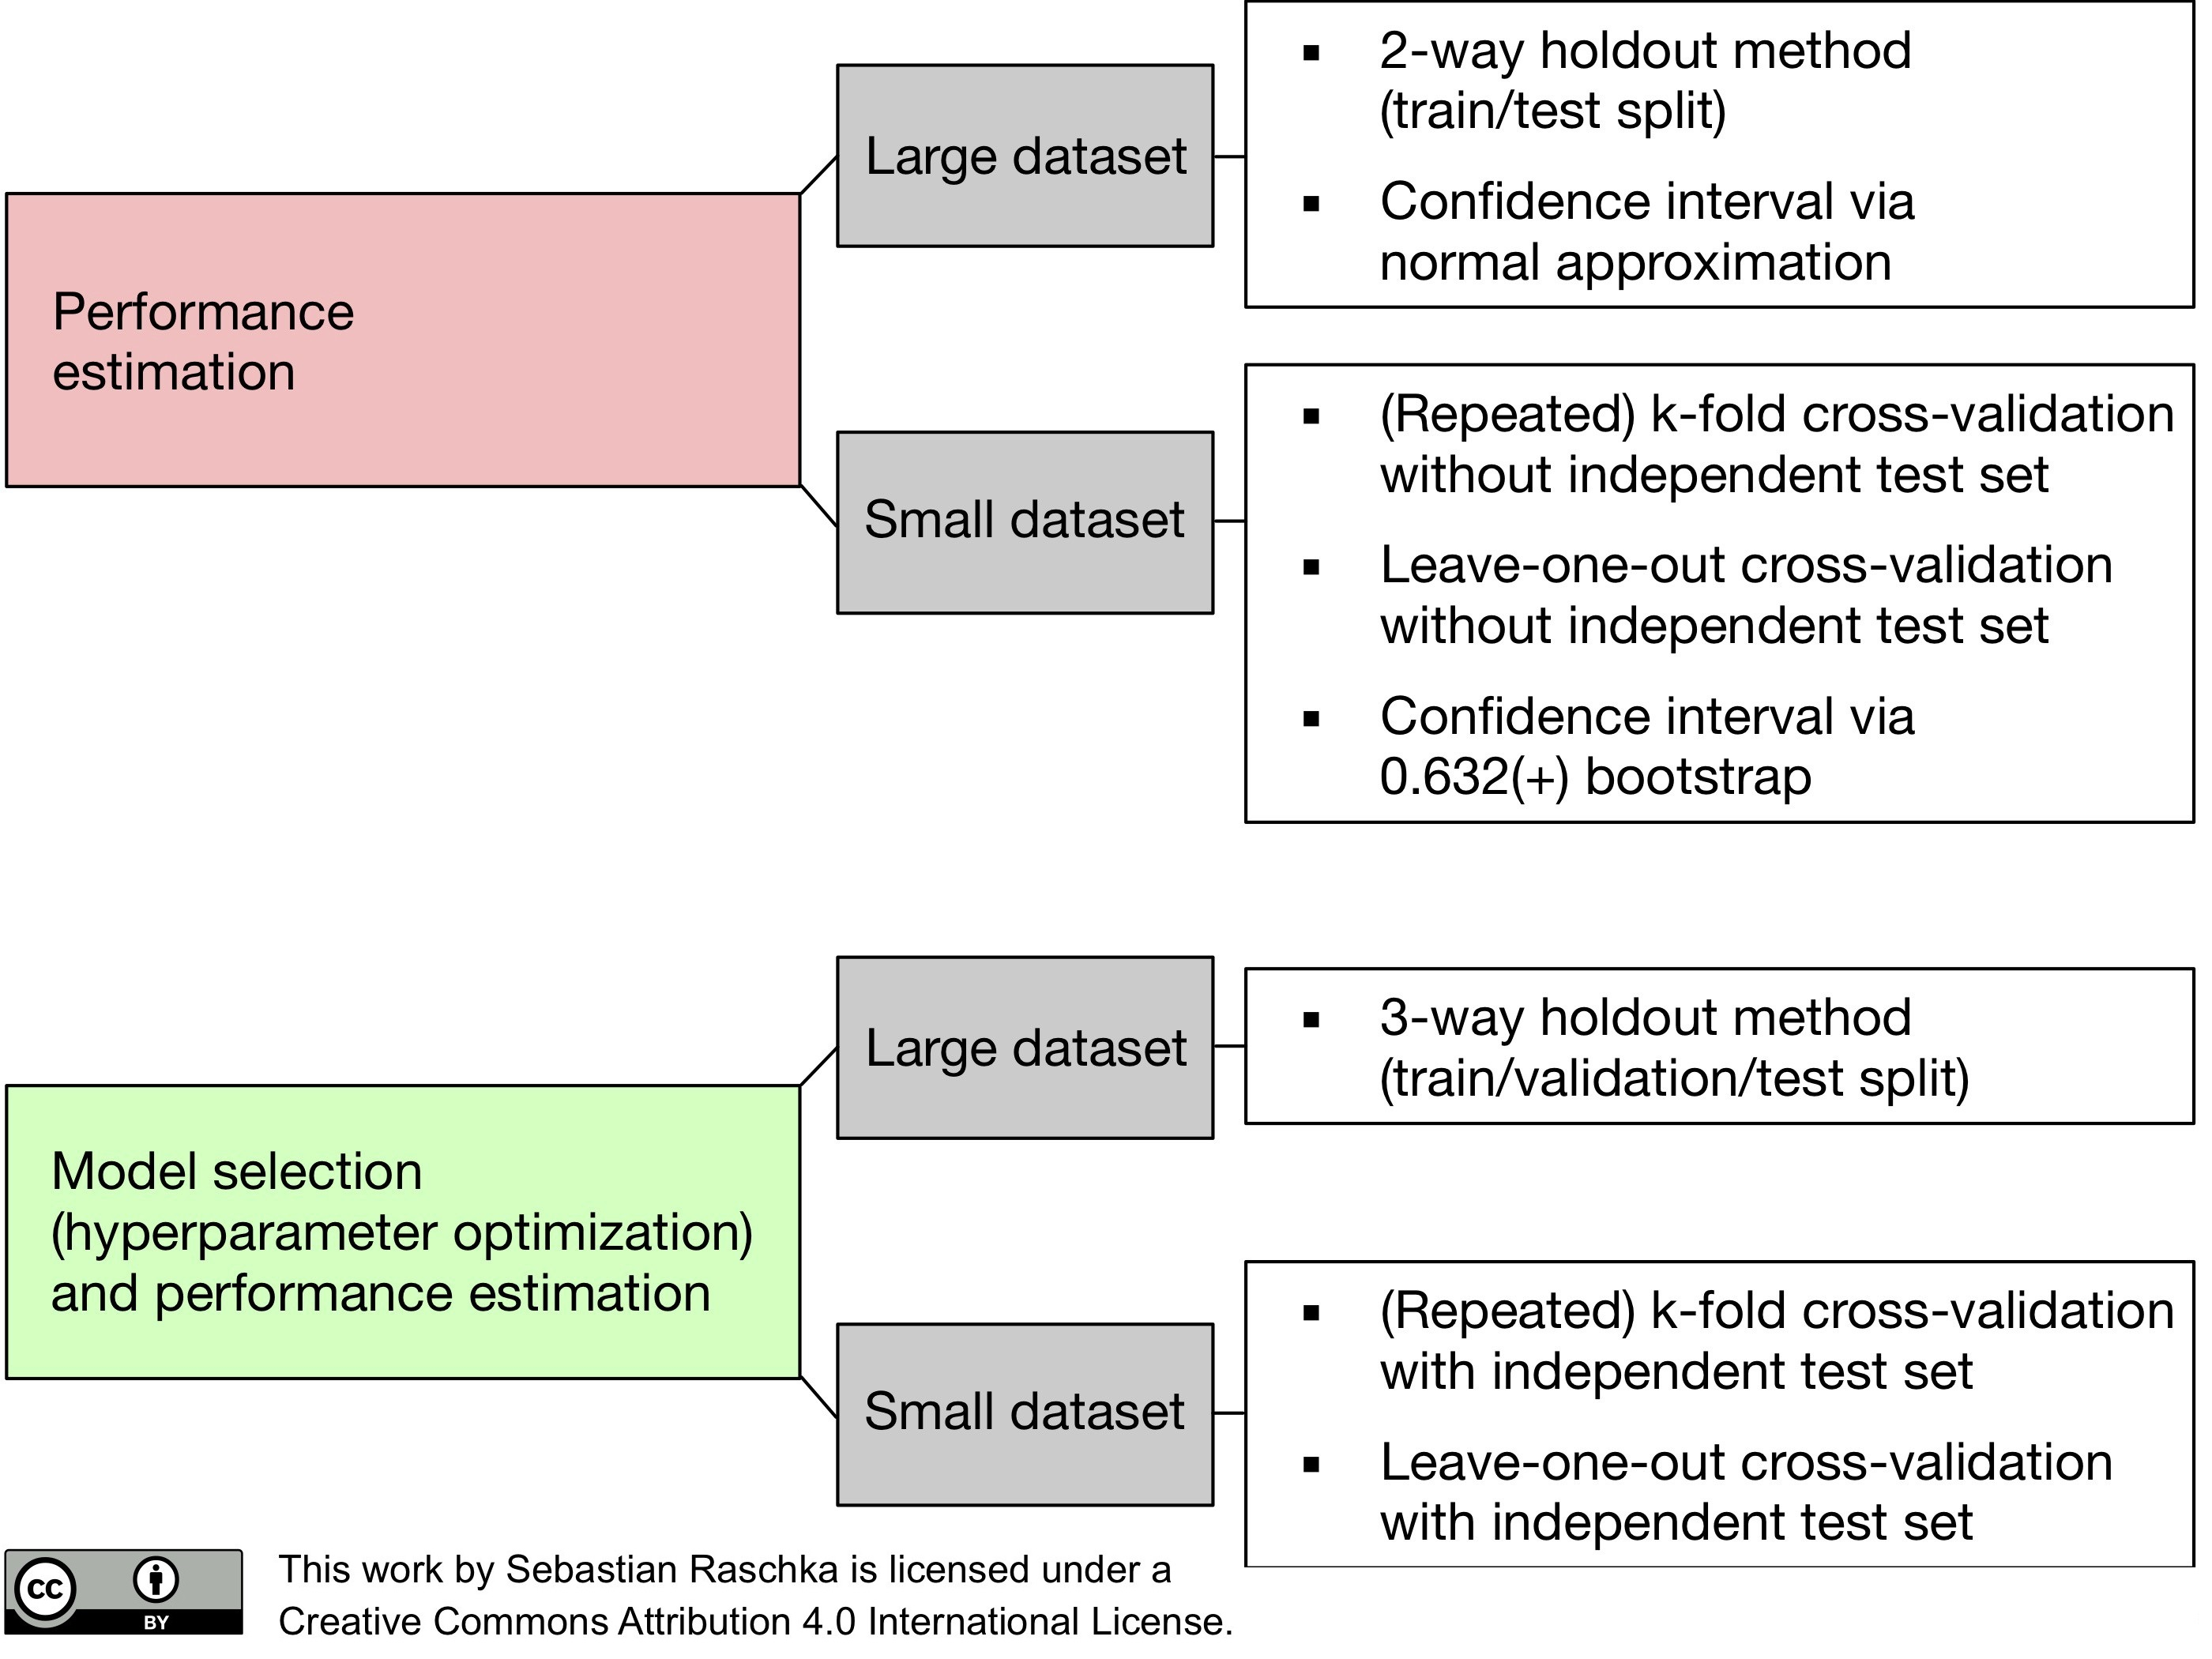 Performance
estimation
Large dataset
▪ 2-way holdout method
(train/test split)
▪ Confidence interval via
normal approximation
Small dataset
▪ (Repeated) k-fold cross-validation
without independent test set
▪ Leave-one-out cross-validation
without independent test set
▪ Confidence interval via
0.632(+) bootstrap
Model selection
(hyperparameter optimization)
and performance estimation
Large dataset
▪ 3-way holdout method
(train/validation/test split)
Small dataset
▪ (Repeated) k-fold cross-validation
with independent test set
▪ Leave-one-out cross-validation
with independent test set
cc
BY
This work by Sebastian Raschka is licensed under a
Creative Commons Attribution 4.0 International License.